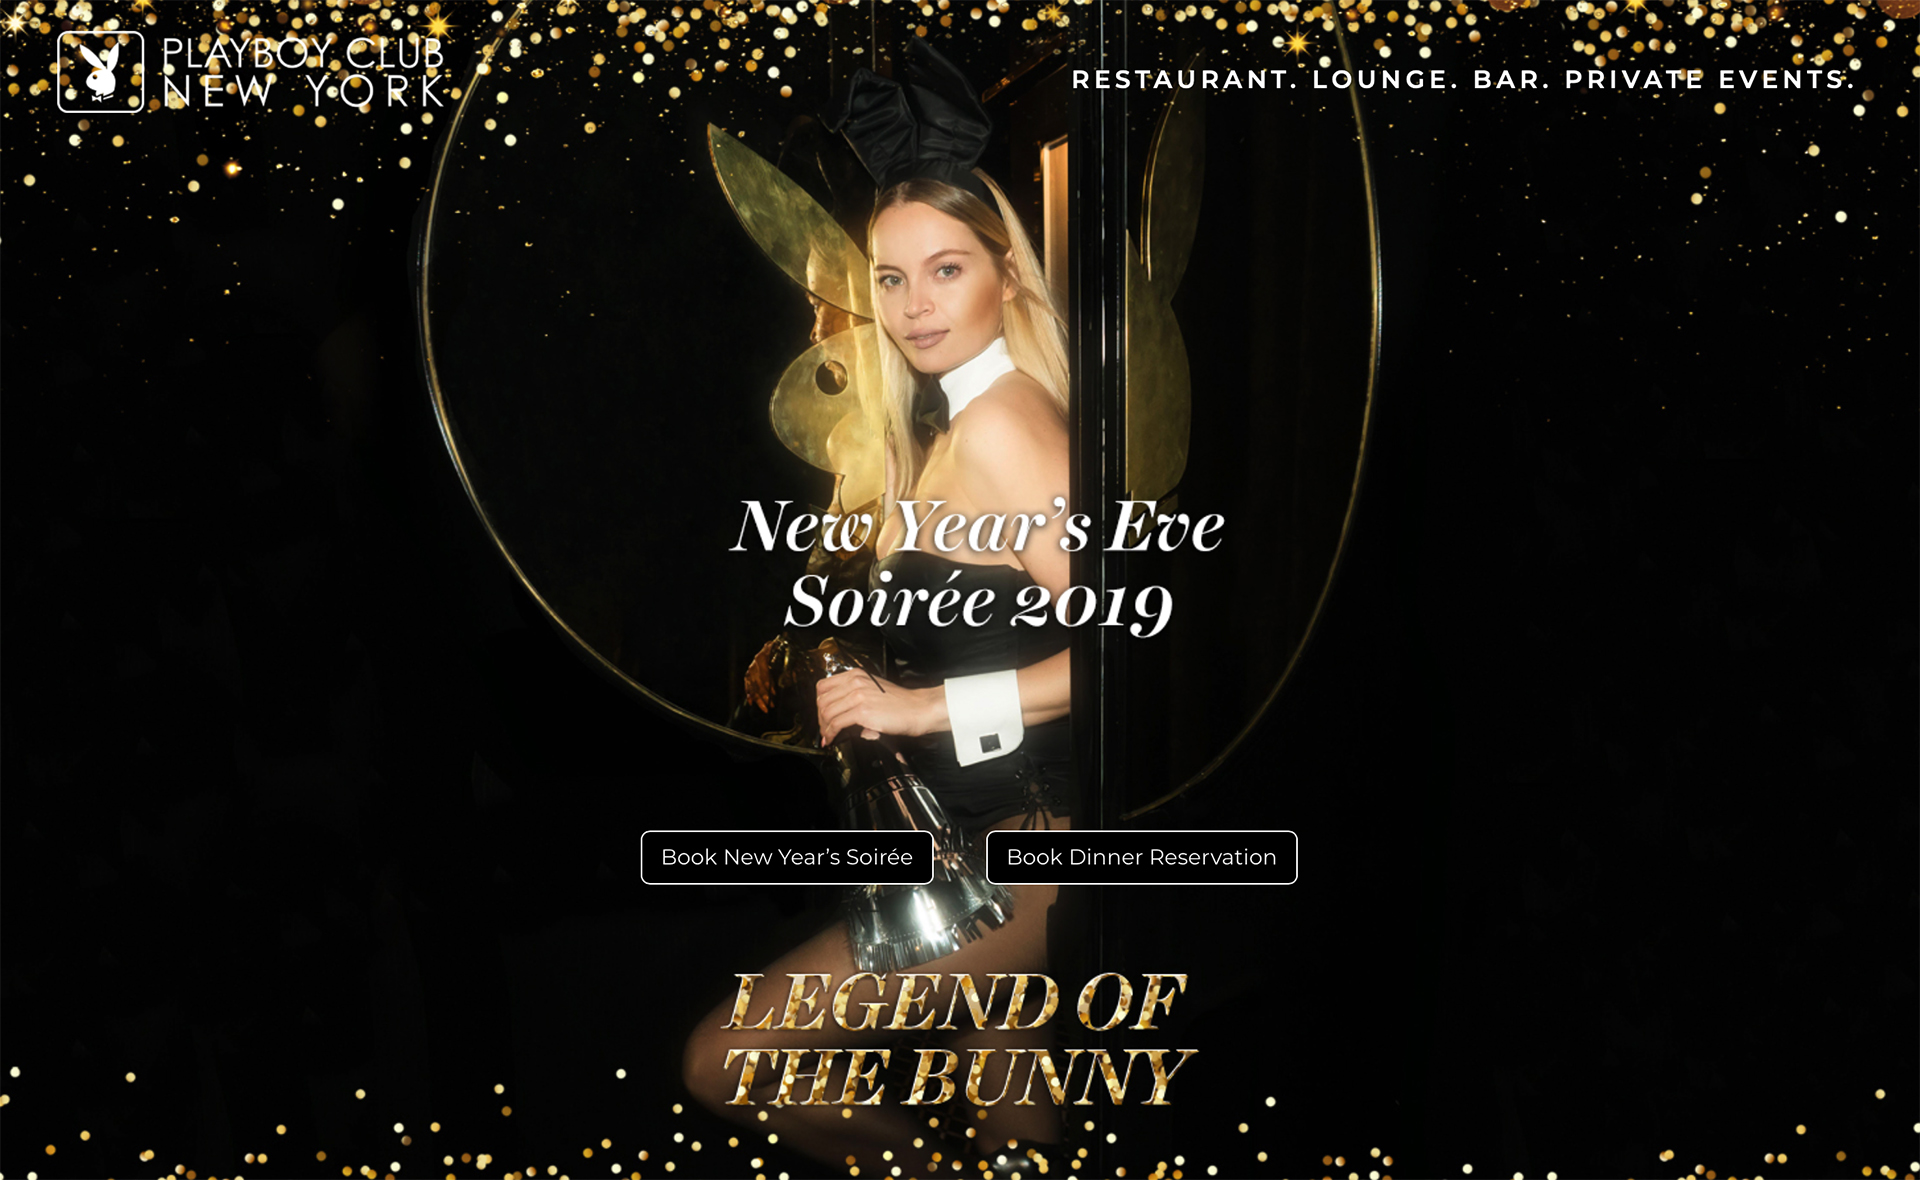 PLAYBOY CLUB
NEW YORK
RESTAURANT. LOUNGE. BAR. PRIVATE EVENTS.
New Year’s Eve
Soirée 2019
Book New Year’s Soirée
Book Dinner Reservation
LEGEND OF
THE BUNNY